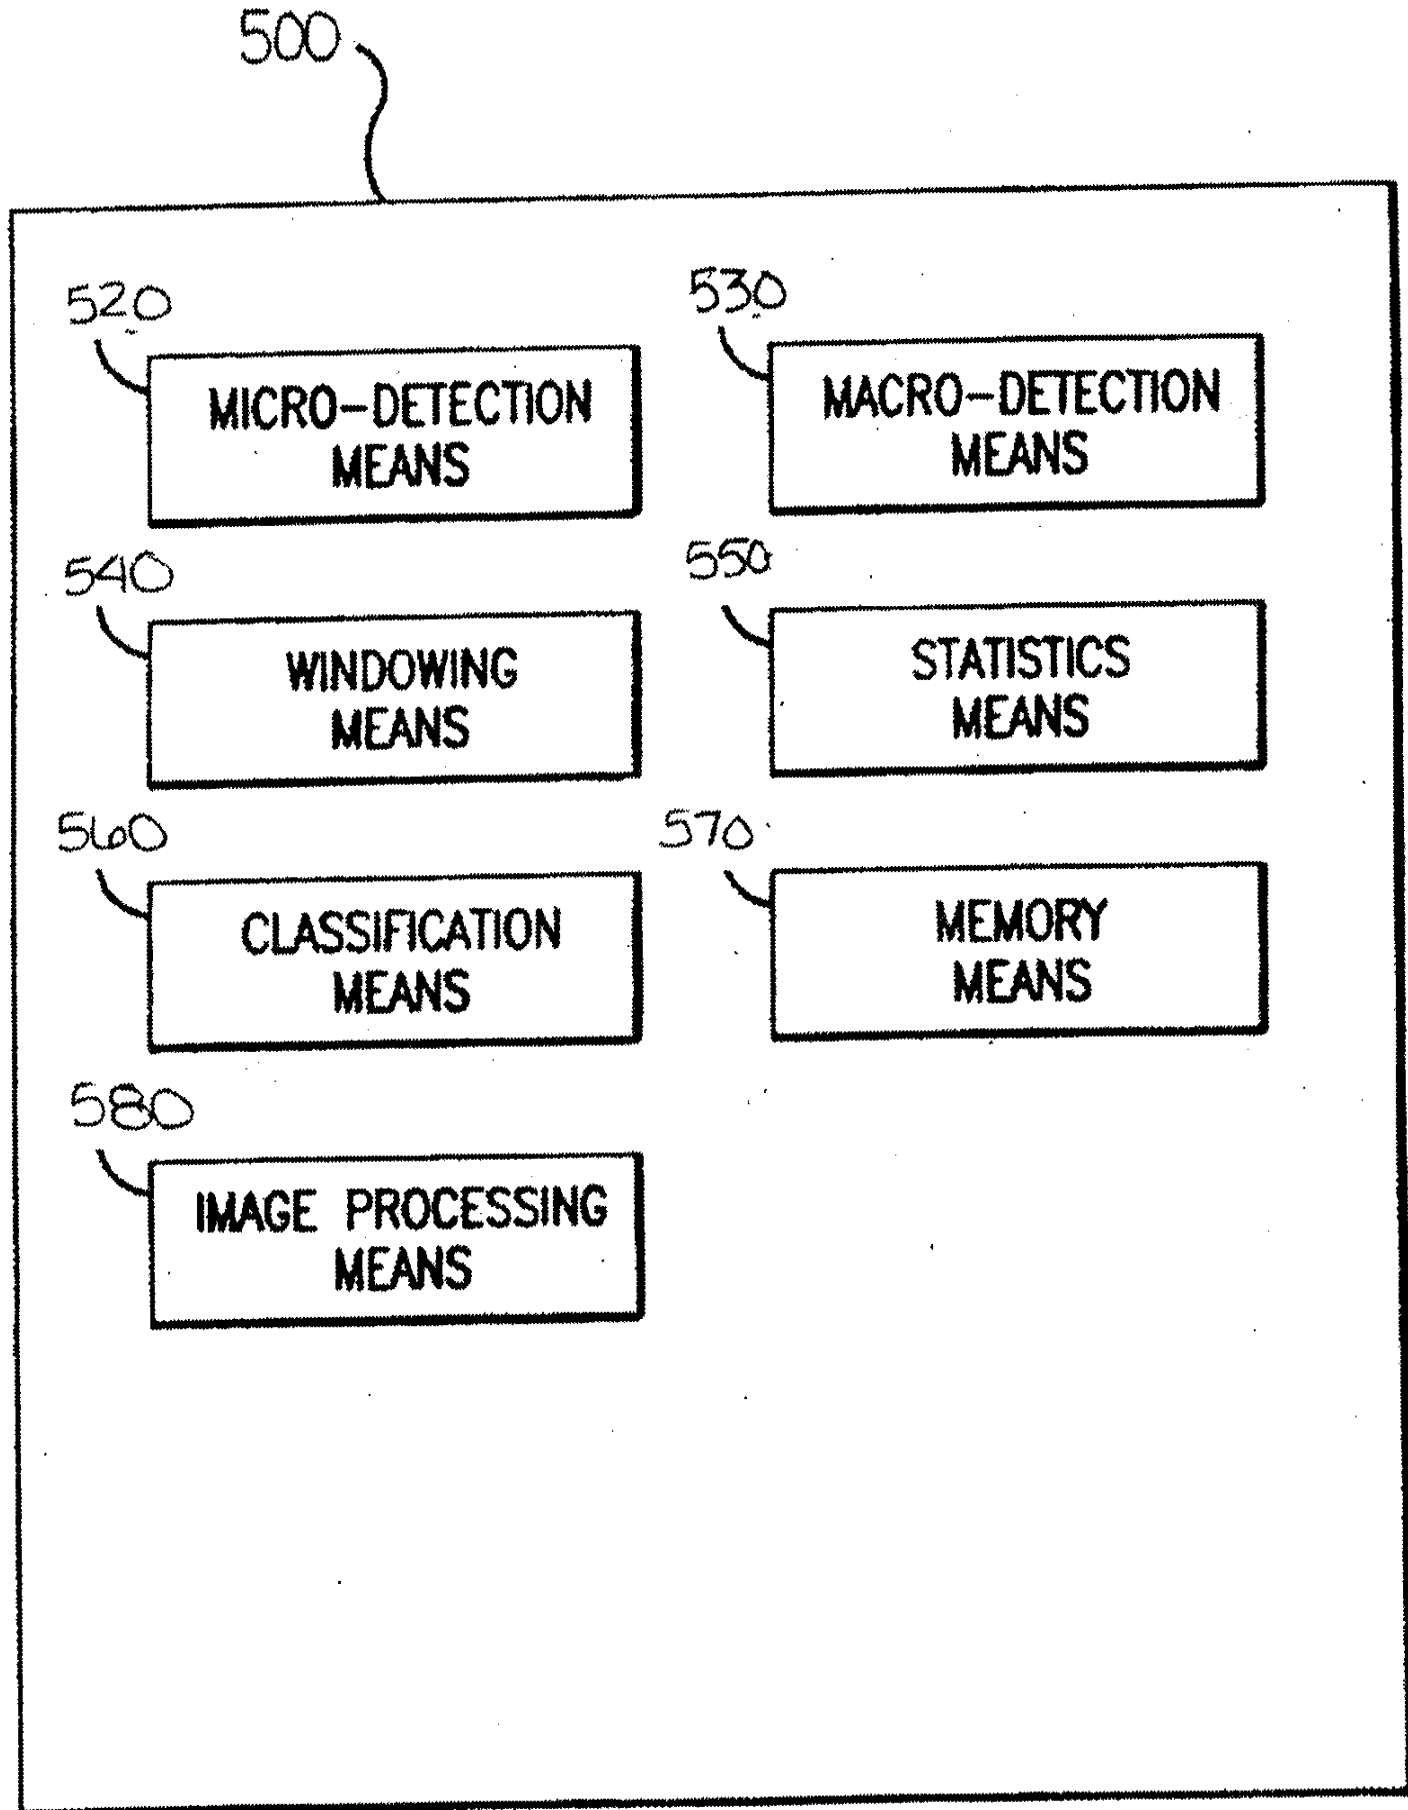 500
520
MICRO-DETECTION
MEANS
530
MACRO-DETECTION
MEANS
540
WINDOWING
MEANS
550
STATISTICS
MEANS
560
CLASSIFICATION
MEANS
570
MEMORY
MEANS
580
IMAGE PROCESSING
MEANS